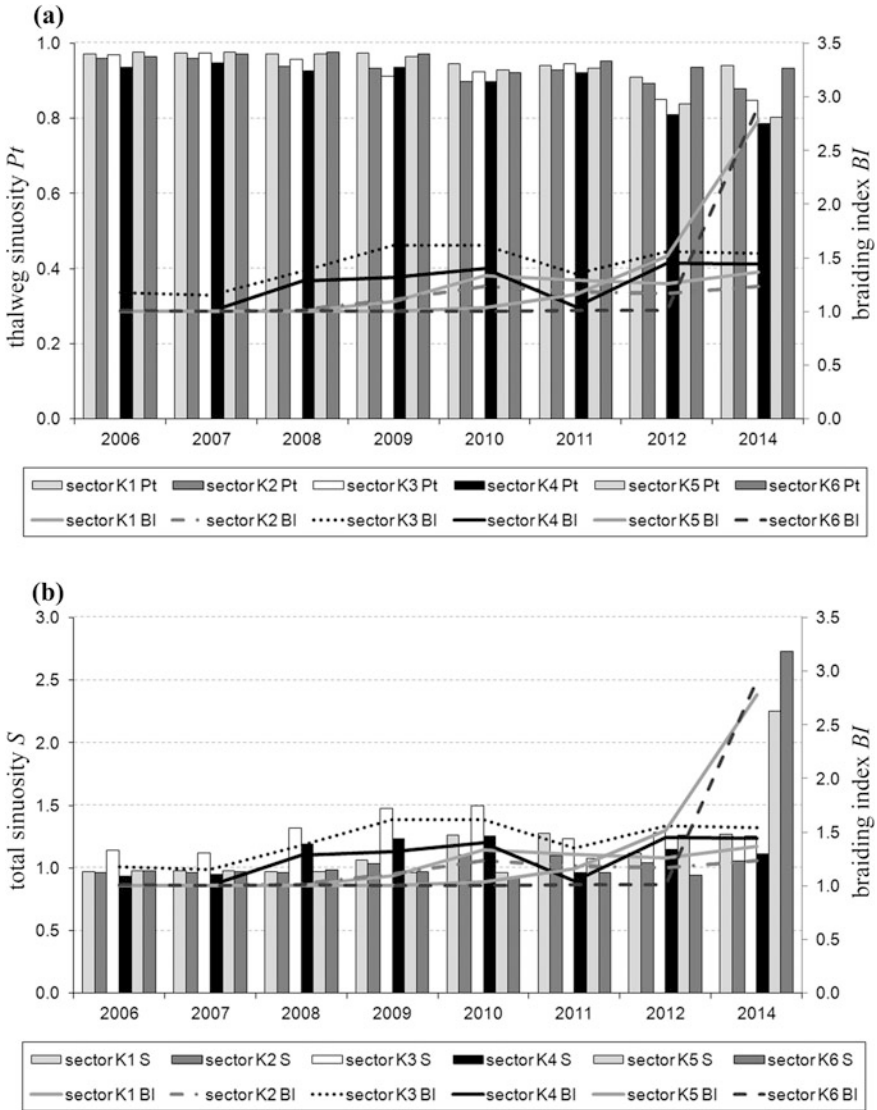 (a)
1.0
0.8
0.6
0.4
0.2
0.0
thalweg sinuosity Pt
3.5
3.0
2.5
2.0
1.5
1.0
0.5
0.0
braiding index BI
2006 2007 2008 2009 2010 2011 2012 2014
sector K1 Pt sector K2 Pt sector K3 Pt sector K4 Pt sector K5 Pt sector K6 Pt
sector K1 BI sector K2 BI sector K3 BI sector K4 BI sector K5 BI sector K6 BI
(b)
3.0
2.5
2.0
1.5
1.0
0.5
0.0
total sinuosity S
3.5
3.0
2.5
2.0
1.5
1.0
0.5
0.0
braiding index BI
2006 2007 2008 2009 2010 2011 2012 2014
sector K1 S sector K2 S sector K3 S sector K4 S sector K5 S sector K6 S
sector K1 BI sector K2 BI sector K3 BI sector K4 BI sector K5 BI sector K6 BI